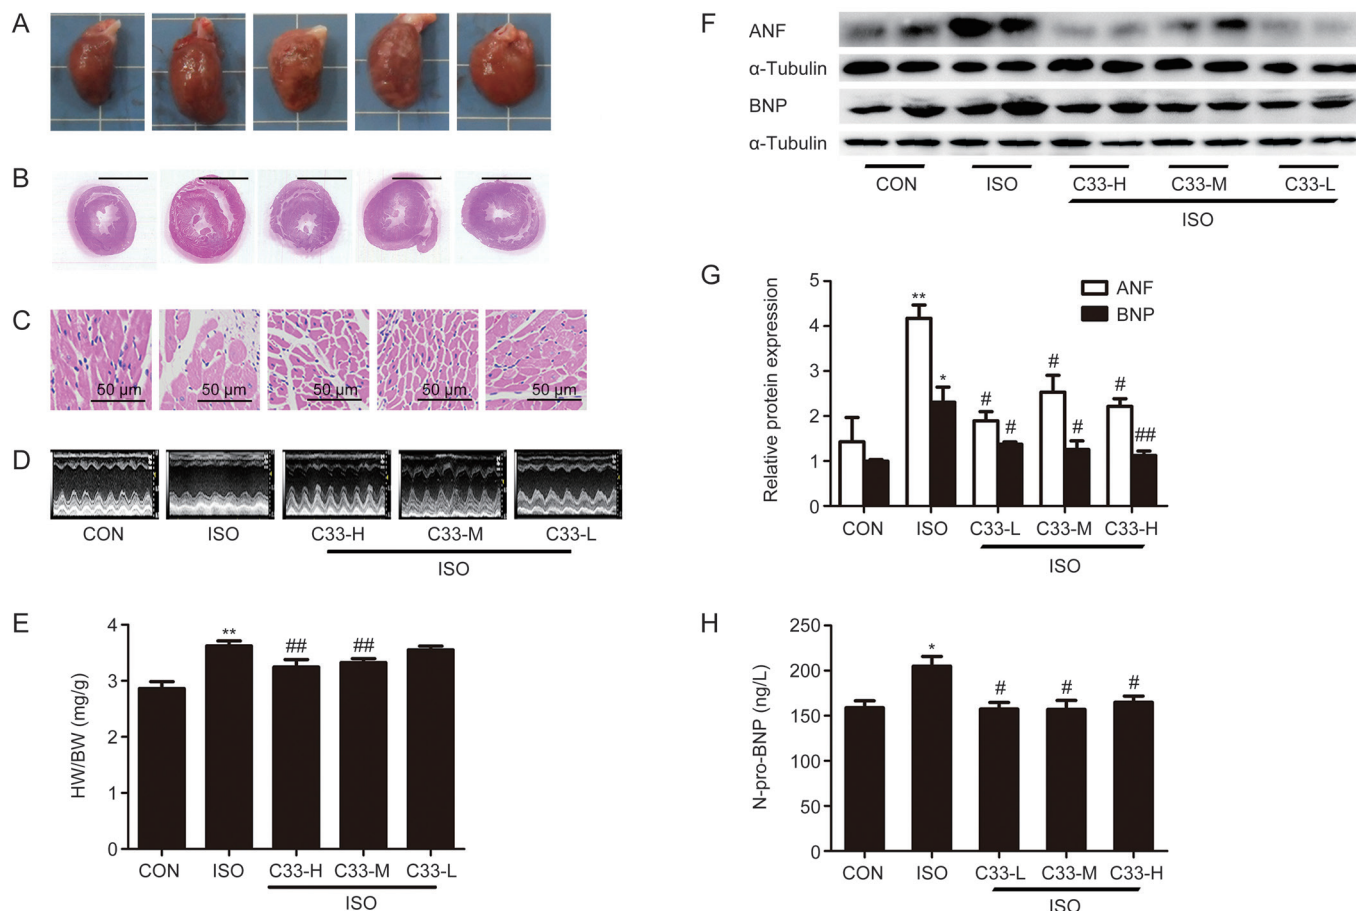 A
B
C
50 µm 50 µm 50 µm 50 µm 50 µm
D
CON ISO C33-H C33-M C33-L
ISO
E
HW/BW (mg/g)
4
3
2
1
0
** ## ##
CON ISO C33-H C33-M C33-L
ISO
F
ANF
α-Tubulin
BNP
α-Tubulin
CON ISO C33-H C33-M C33-L
ISO
G
Relative protein expression
5
4
3
2
1
0
ANF
BNP
** * # # # # # ##
CON ISO C33-L C33-M C33-H
ISO
H
N-pro-BNP (ng/L)
250
200
150
100
50
0
* # # #
CON ISO C33-L C33-M C33-H
ISO